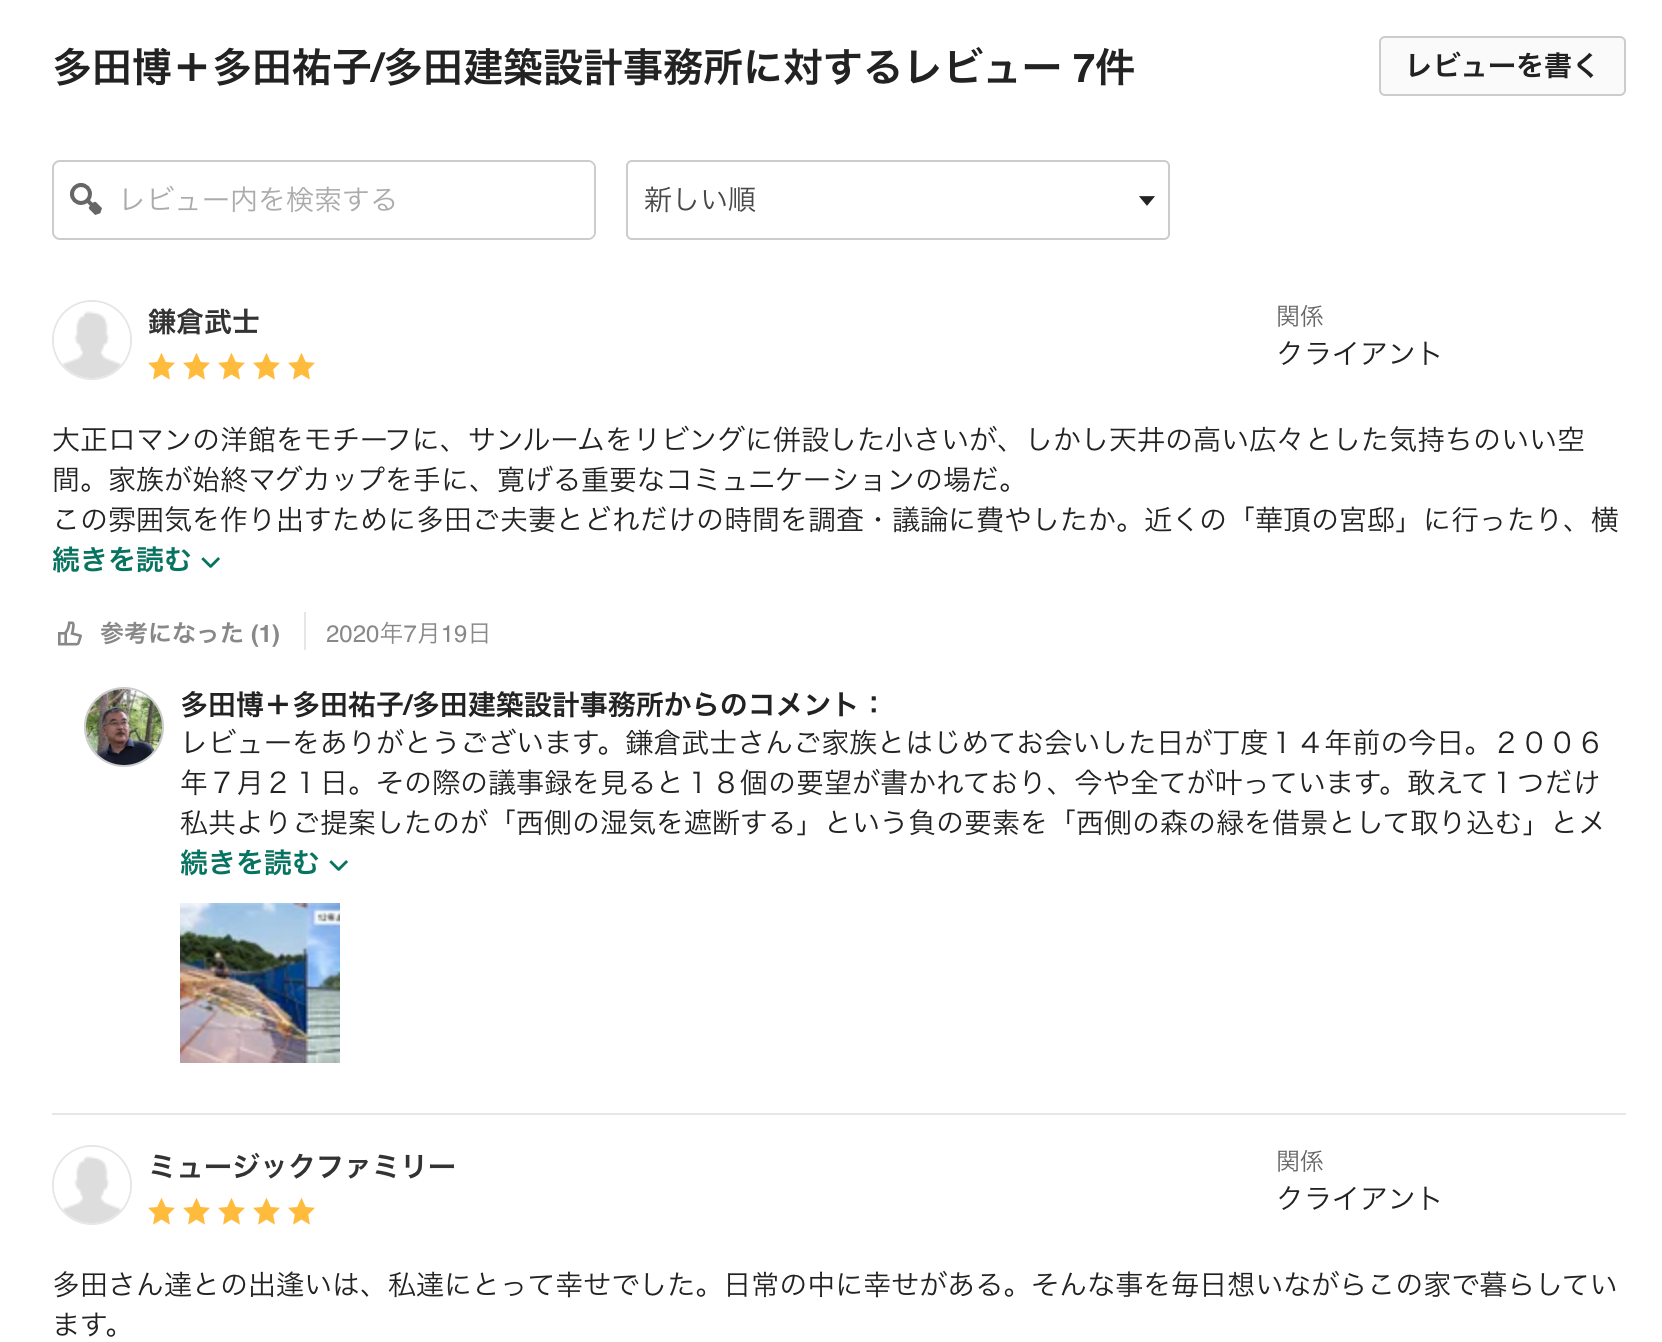 多田博＋多田祐子/多田建築設計事務所に対するレビュー 7件
レビューを書く
レビュー内を検索する
新しい順
鎌倉武士
関係
クライアント
大正ロマンの洋館をモチーフに、サンルームをリビングに併設した小さいが、しかし天井の高い広々とした気持ちのいい空
間。家族が始終マグカップを手に、寛げる重要なコミュニケーションの場だ。
この雰囲気を作り出すために多田ご夫妻とどれだけの時間を調査・議論に費やしたか。近くの「華頂の宮邸」に行ったり、横
続きを読む
参考になった (1)
2020年7月19日
多田博＋多田祐子/多田建築設計事務所からのコメント：
レビューをありがとうございます。鎌倉武士さんご家族とはじめてお会いした日が丁度１４年前の今日。２００６
年７月２１日。その際の議事録を見ると１８個の要望が書かれており、今や全てが叶っています。敢えて１つだけ
私共よりご提案したのが「西側の湿気を遮断する」という負の要素を「西側の森の緑を借景として取り込む」とメ
続きを読む
ミュージックファミリー
関係
クライアント
多田さん達との出逢いは、私達にとって幸せでした。日常の中に幸せがある。そんな事を毎日想いながらこの家で暮らしてい
ます。